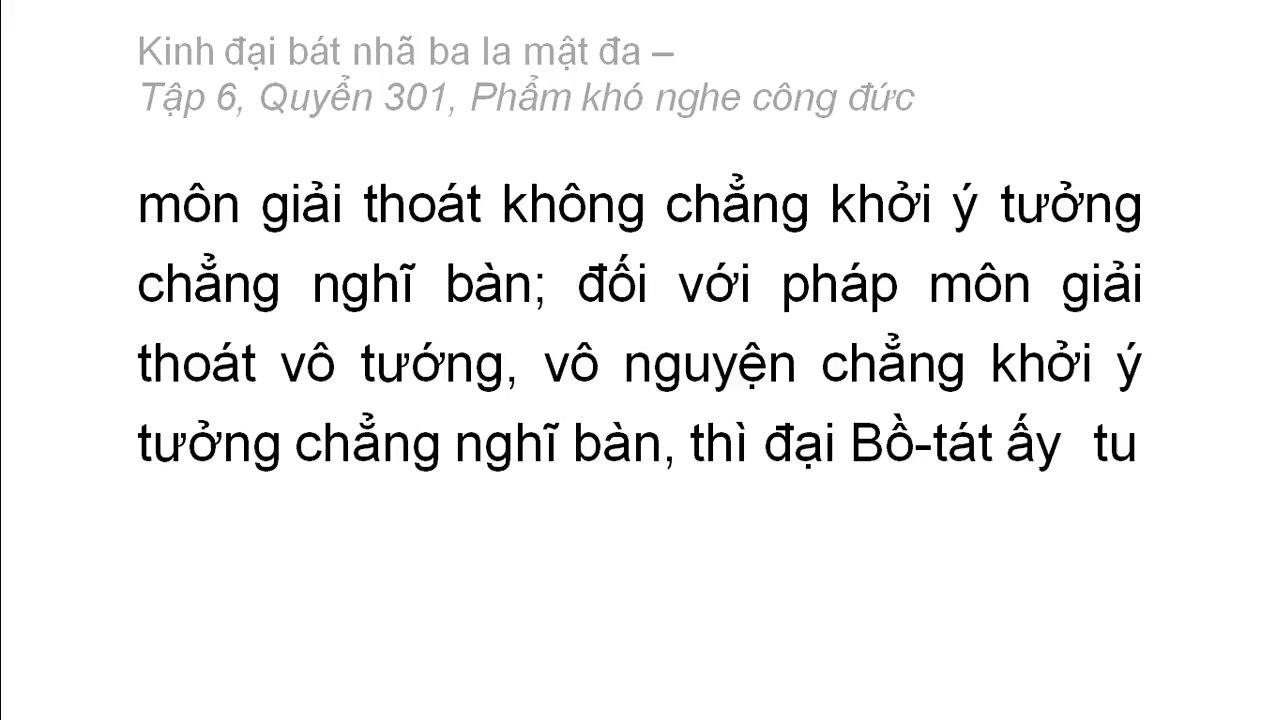 Kinh đại bát nhã ba la mật đa –
Tập 6, Quyển 301, Phẩm khó nghe công đức
môn giải thoát không chẳng khởi ý tưởng
chẳng nghĩ bàn; đối với pháp môn giải
thoát vô tướng, vô nguyện chẳng khởi ý
tưởng chẳng nghĩ bàn, thì đại Bồ-tát ấy tu